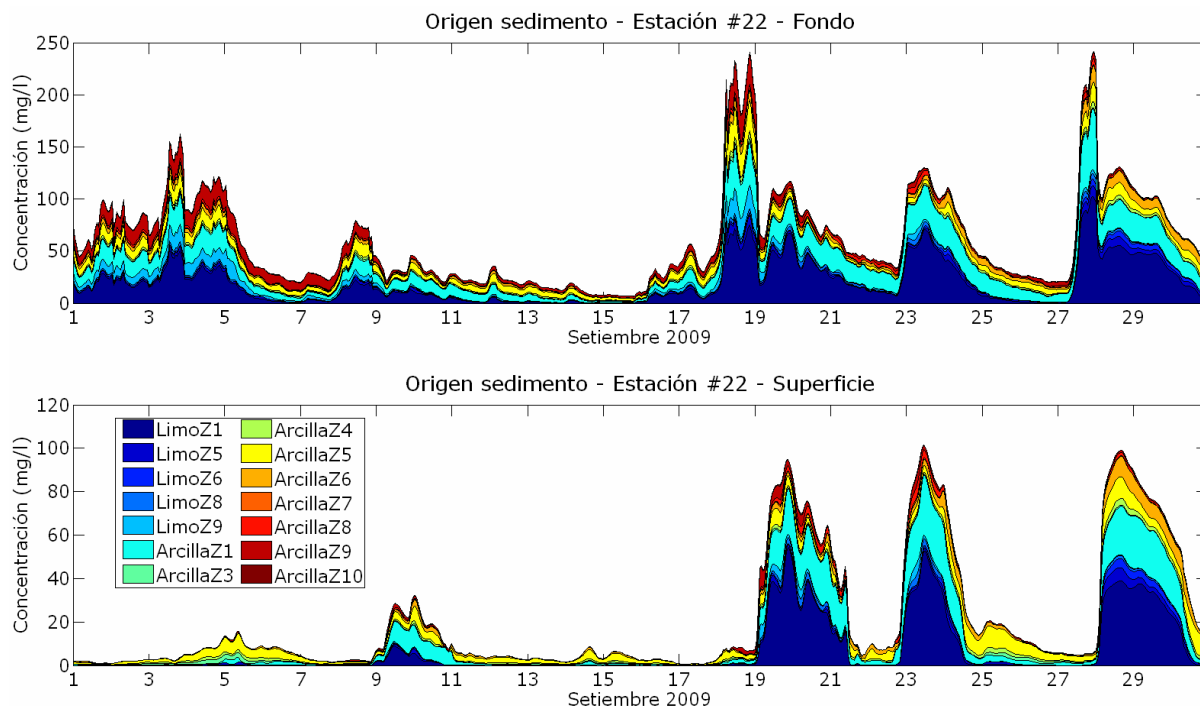 Origen sedimento - Estación #22 - Fondo
Concentración (mg/l)
250
200
150
100
50
0
1 3 5 7 9 11 13 15 17 19 21 23 25 27 29
Setiembre 2009
Origen sedimento - Estación #22 - Superficie
Concentración (mg/l)
120
100
80
60
40
20
0
LimoZ1 ArcillaZ4
LimoZ5 ArcillaZ5
LimoZ6 ArcillaZ6
LimoZ8 ArcillaZ7
LimoZ9 ArcillaZ8
ArcillaZ1 ArcillaZ9
ArcillaZ3 ArcillaZ10
1 3 5 7 9 11 13 15 17 19 21 23 25 27 29
Setiembre 2009